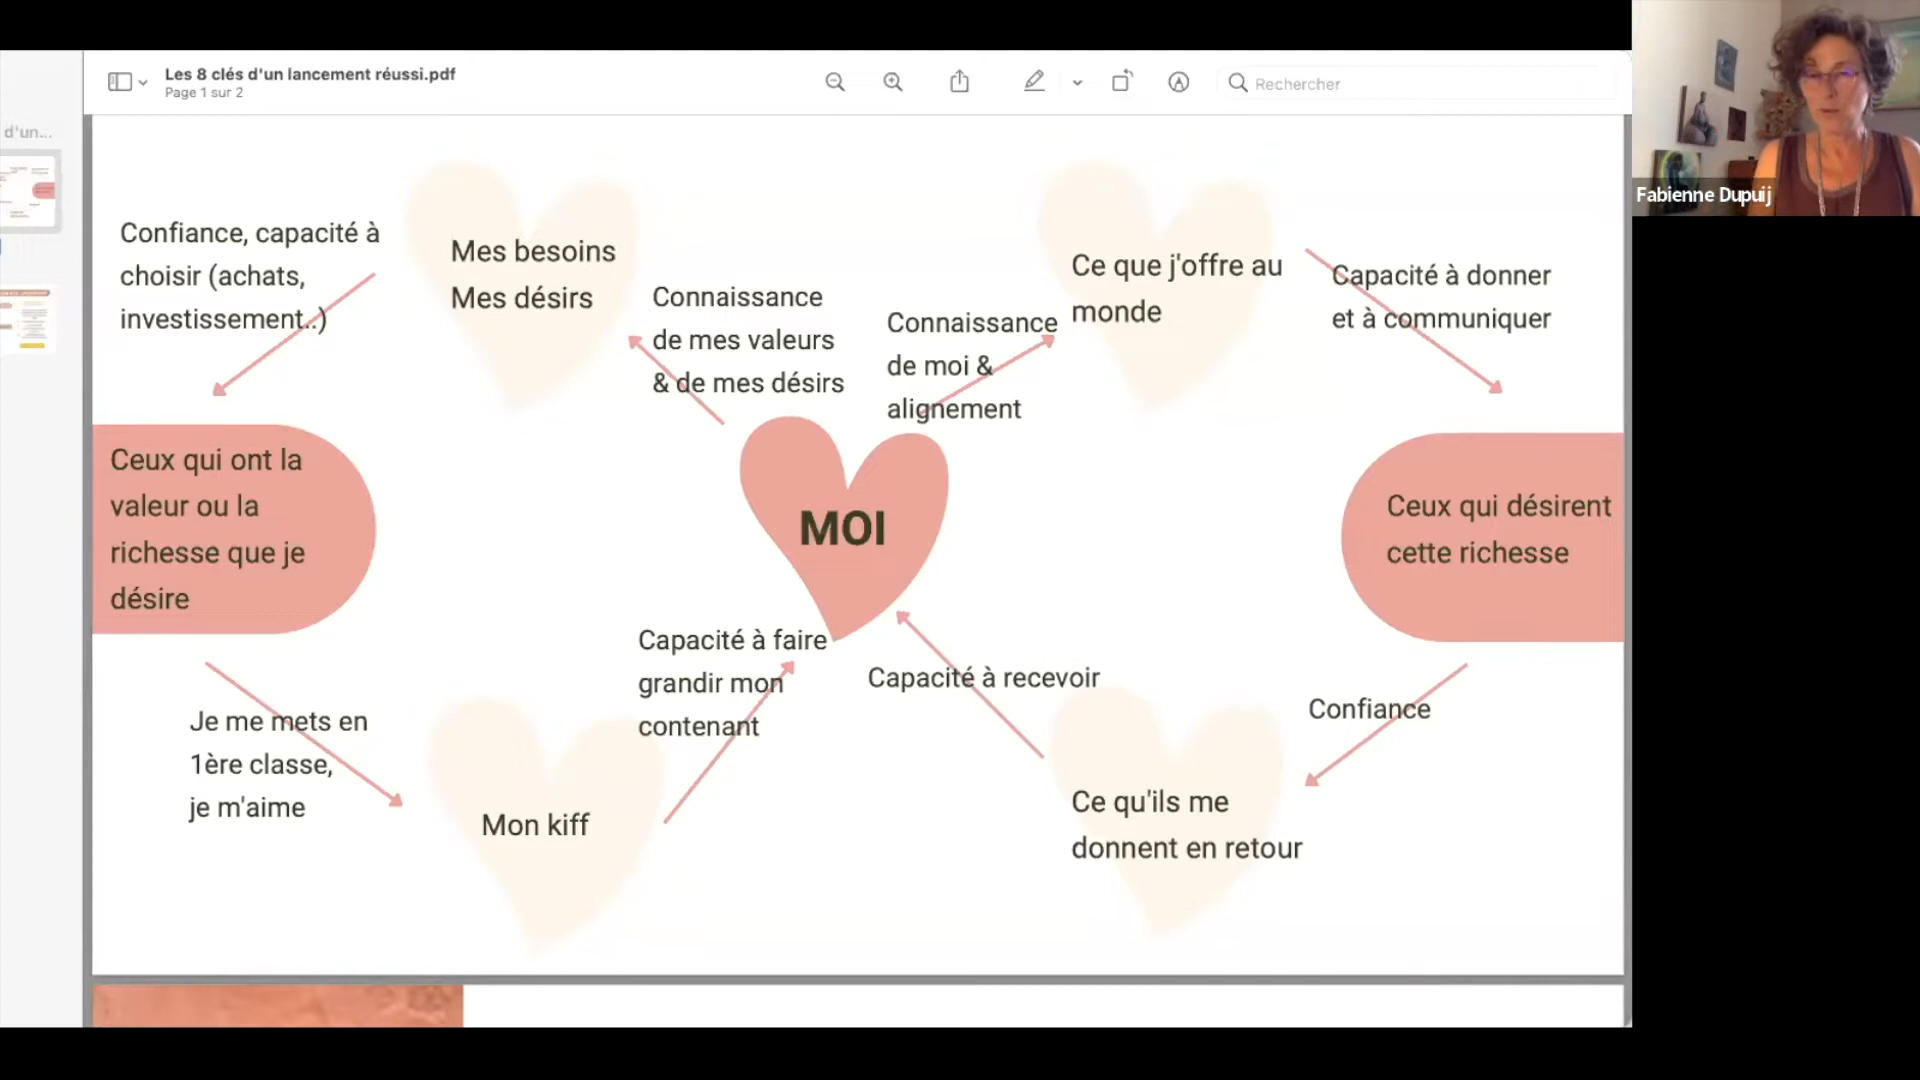 Les 8 clés d'un lancement réussi.pdf
Page 1 sur 2
Rechercher
Fabienne Dupuij
d'un...
Confiance, capacité à
choisir (achats,
investissement..)
Mes besoins
Mes désirs
Connaissance
de mes valeurs
& de mes désirs
Connaissance
de moi &
alignement
Ce que j'offre au
monde
Capacité à donner
et à communiquer
Ceux qui ont la
valeur ou la
richesse que je
désire
MOI
Ceux qui désirent
cette richesse
Je me mets en
1ère classe,
je m'aime
Mon kiff
Capacité à faire
grandir mon
contenant
Capacité à recevoir
Ce qu'ils me
donnent en retour
Confiance